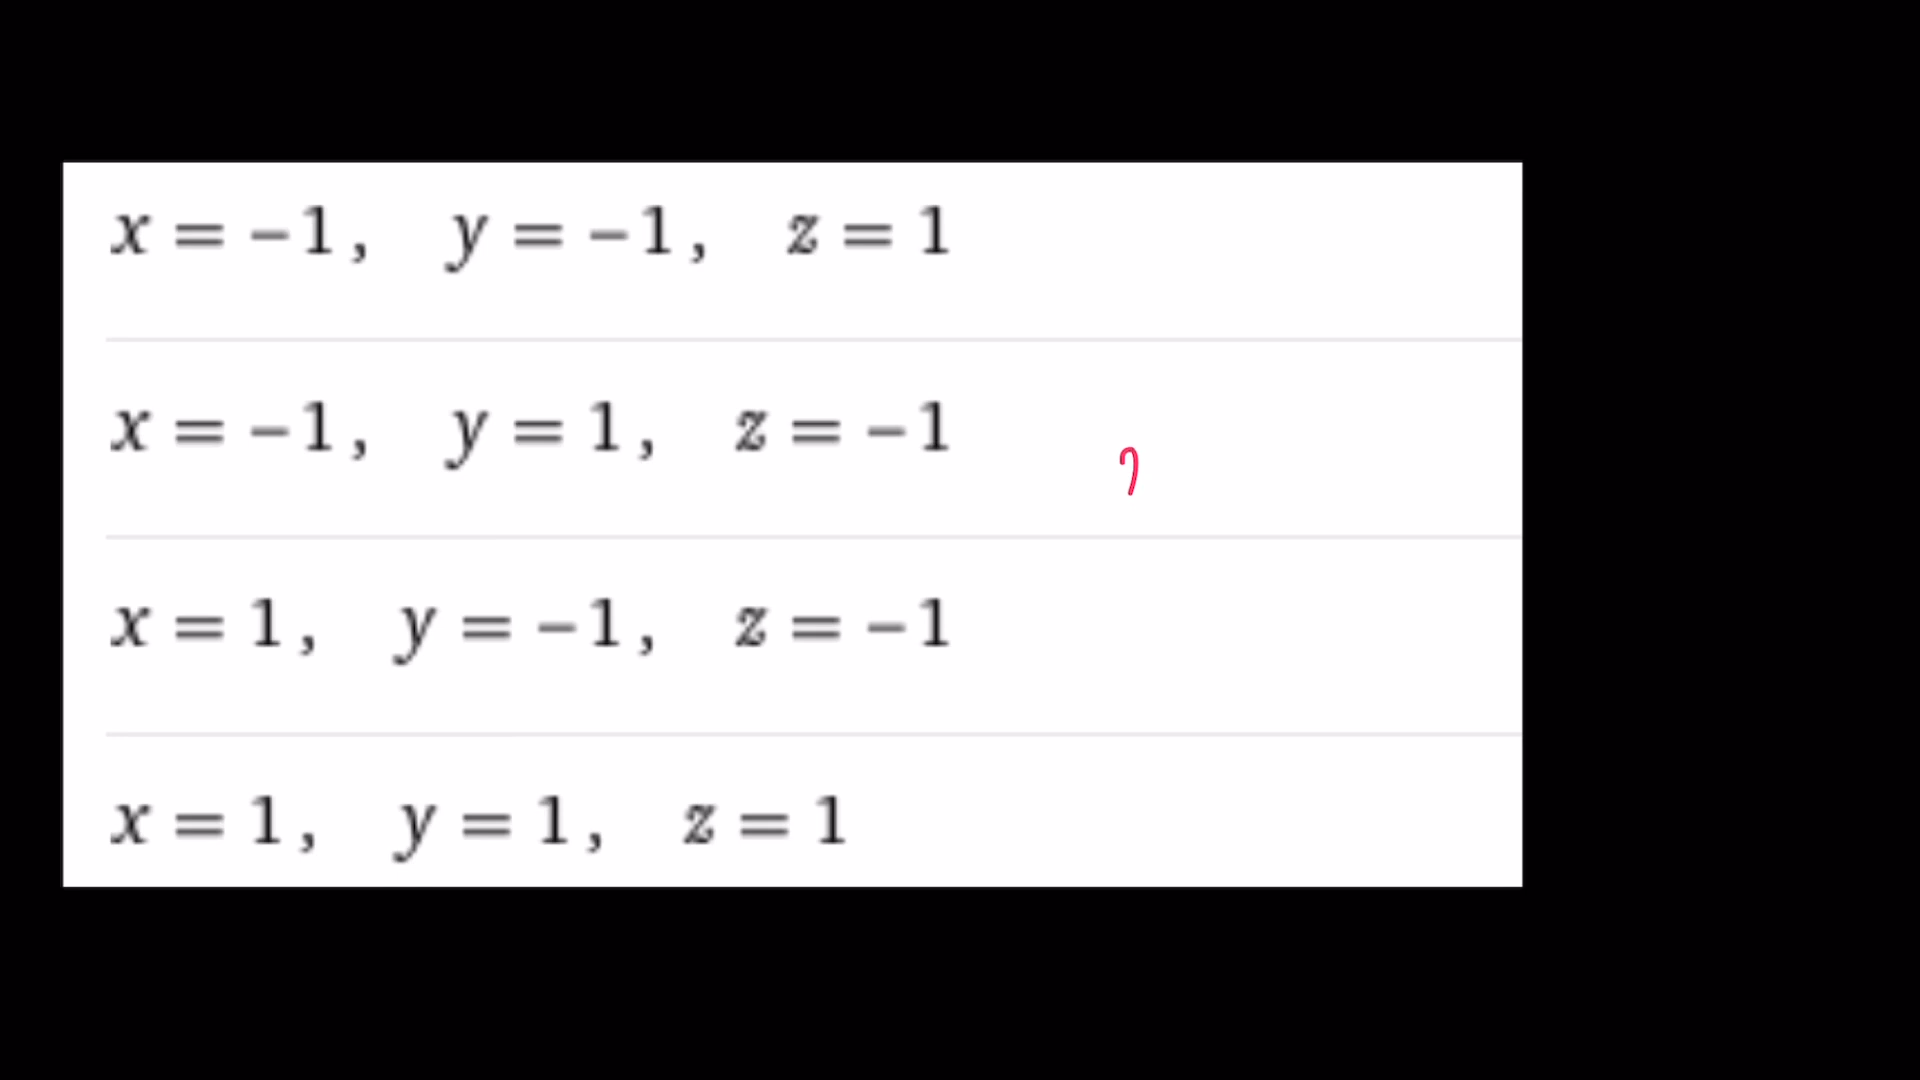 x = −1 , y = −1 , z = 1
x = −1 , y = 1 , z = −1
x = 1 , y = −1 , z = −1
x = 1 , y = 1 , z = 1